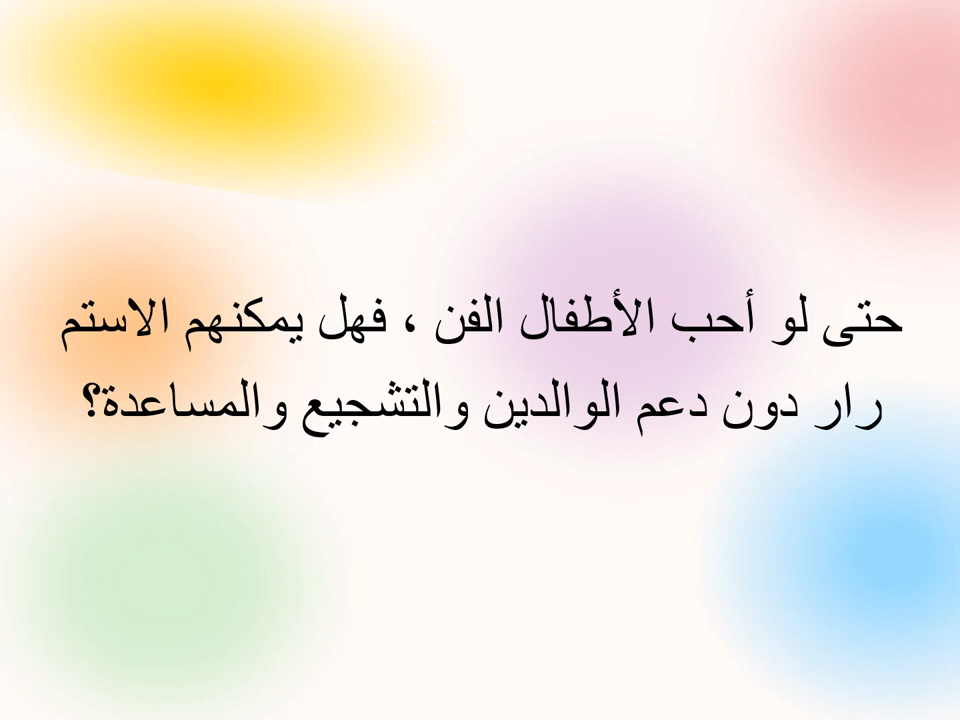 حتى لو أحب الأطفال الفن ، فهل يمكنهم الاستم
رار دون دعم الوالدين والتشجيع والمساعدة؟